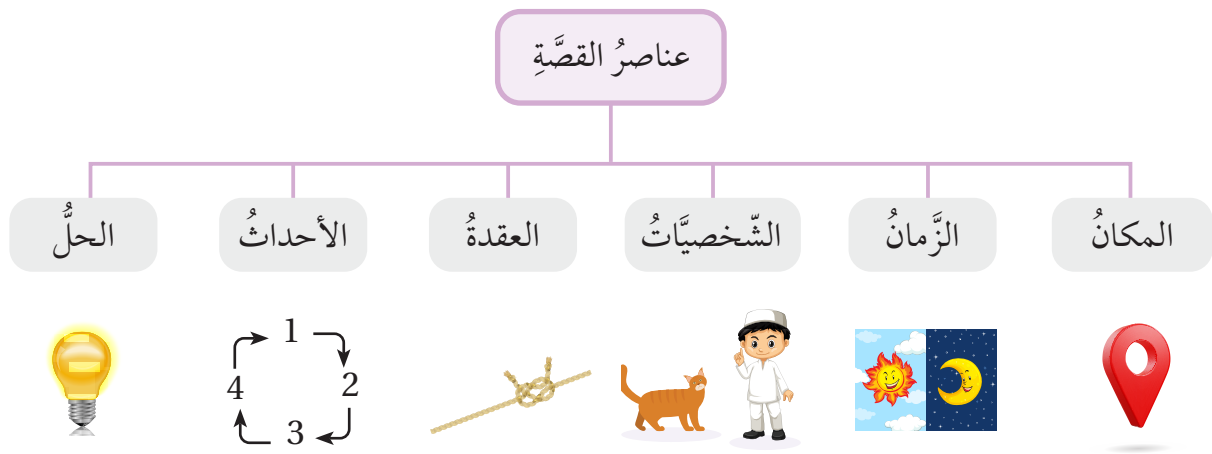 عناصرُ القصَّةِ
المكانُ
الزَّمانُ
الشّخصيَّاتُ
العقدةُ
الأحداثُ
الحلُّ
1
2
3
4